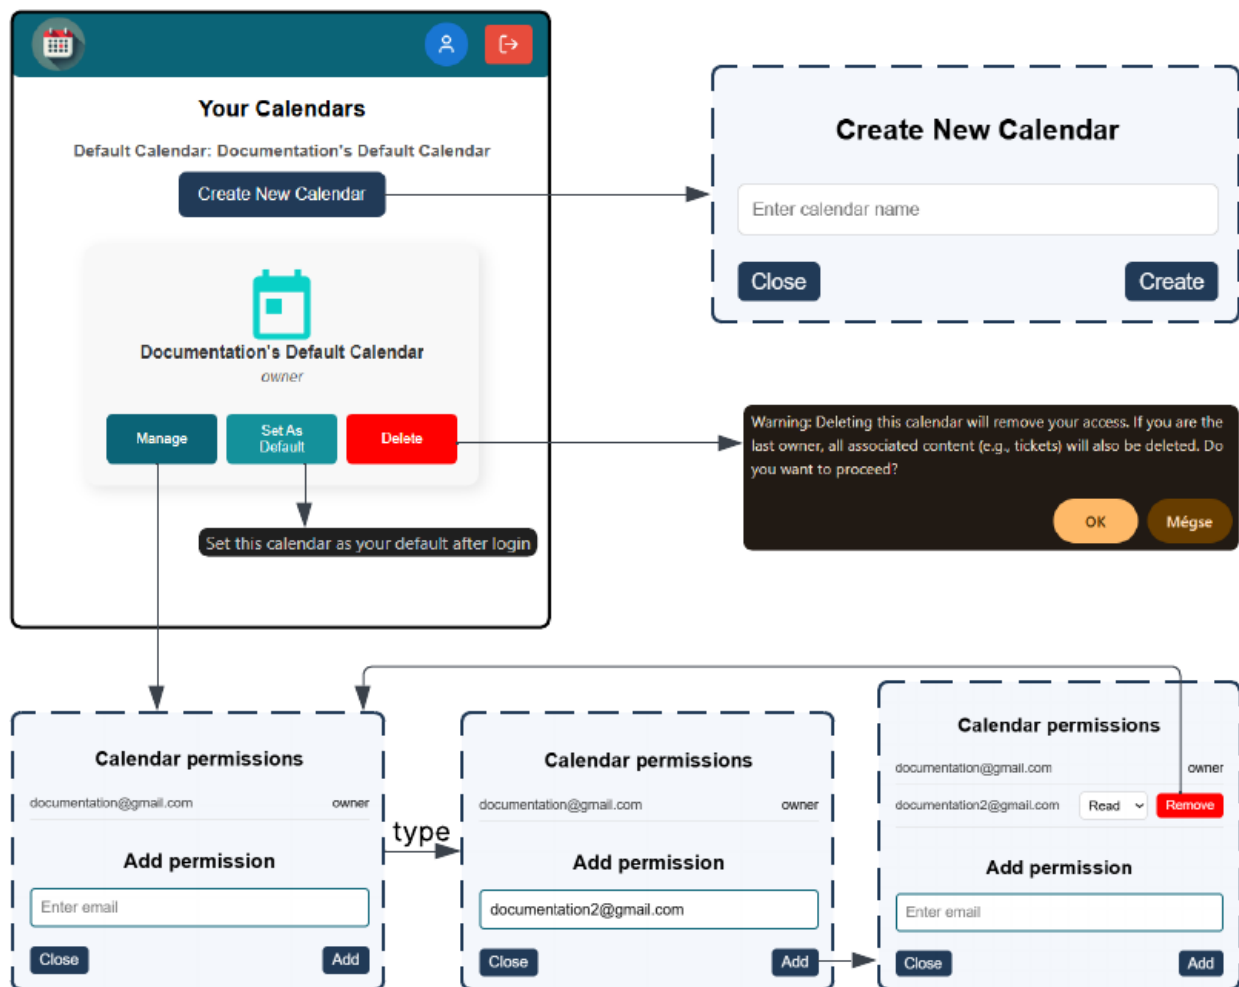 Your Calendars
Default Calendar: Documentation's Default Calendar
Create New Calendar
Documentation's Default Calendar
owner
Manage
Set As
Default
Delete
Set this calendar as your default after login
Create New Calendar
Enter calendar name
Close
Create
Warning: Deleting this calendar will remove your access. If you are the
last owner, all associated content (e.g., tickets) will also be deleted. Do
you want to proceed?
OK
Mégse
Calendar permissions
documentation@gmail.com
owner
Add permission
Enter email
Close
Add
type
Calendar permissions
documentation@gmail.com
owner
Add permission
documentation2@gmail.com
Close
Add
Calendar permissions
documentation@gmail.com
owner
documentation2@gmail.com
Read
Remove
Add permission
Enter email
Close
Add